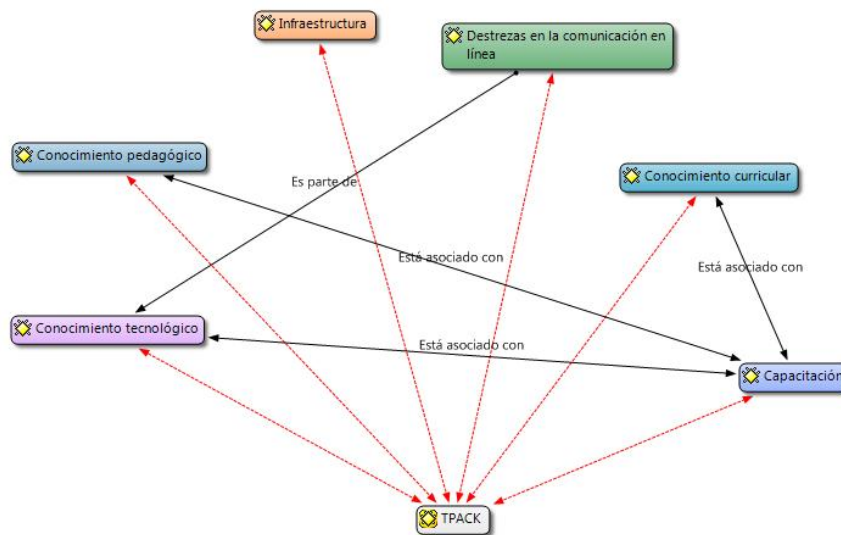 Infraestructura
Destrezas en la comunicación en
línea
Conocimiento pedagógico
Conocimiento curricular
Es parte de
Está asociado con
Está asociado con
Conocimiento tecnológico
Está asociado con
Capacitación
TPACK